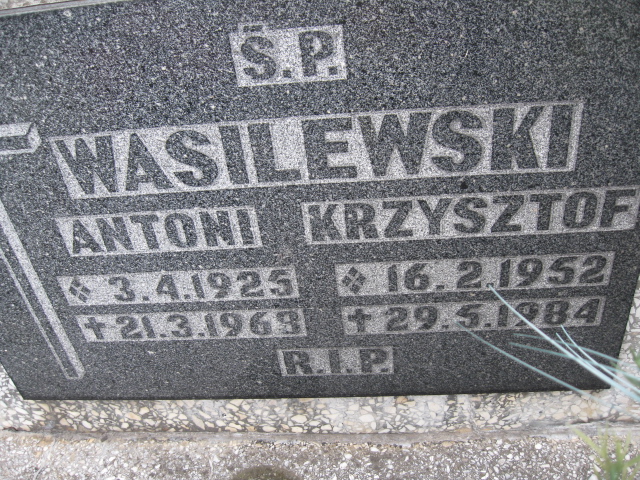 Ś.P.
WASILEWSKI
ANTONI KRZYSZTOF
3.4.1925 16.2.1952
21.3.1963 29.5.1984
R.I.P.